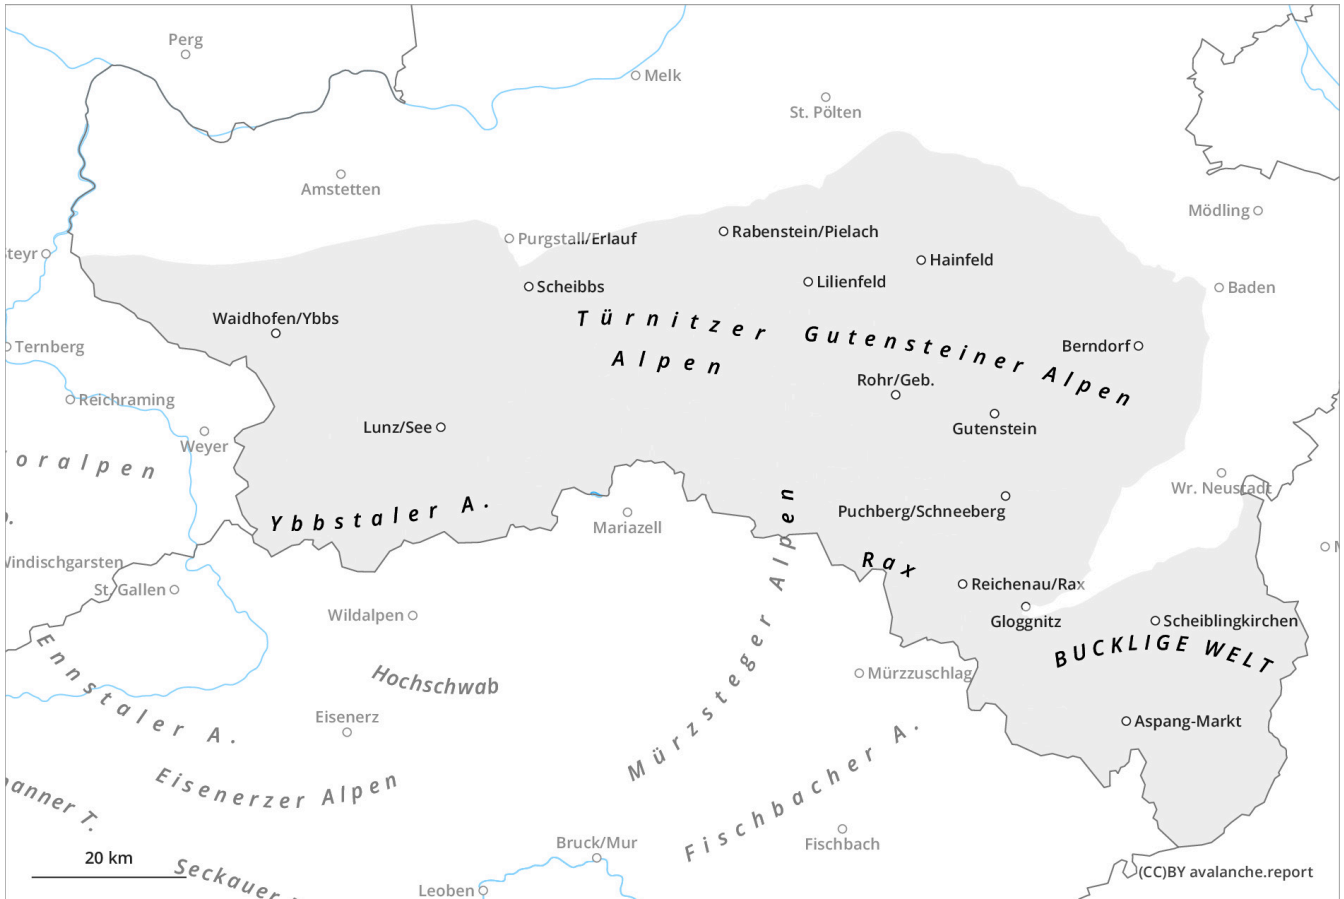 Perg
Melk
St. Pölten
Amstetten
Mödling
Purgstall/Erlauf
Rabenstein/Pielach
Steyr
Hainfeld
Scheibbs
Lilienfeld
Baden
Waidhofen/Ybbs
Türnitzer
Alpen
Gutensteiner Alpen
Ternberg
Berndorf
Rohr/Geb.
Reichraming
Lunz/See
Gutenstein
Weyer
oralpen
Wr. Neustadt
Ybbstaler A.
Mariazell
Puchberg/Schneeberg
Windischgarsten
Rax
St. Gallen
Reichenau/Rax
Wildalpen
Gloggnitz
Scheiblingkirchen
BUCKLIGE WELT
Ennstaler A.
Hochschwab
Mürzsteger Alpen
Mürzzuschlag
Eisenerz
Aspang-Markt
Eisenerzer Alpen
Fischbacher A.
anner T.
Bruck/Mur
Fischbach
20 km
Seckauer
Leoben
(CC)BY avalanche.report